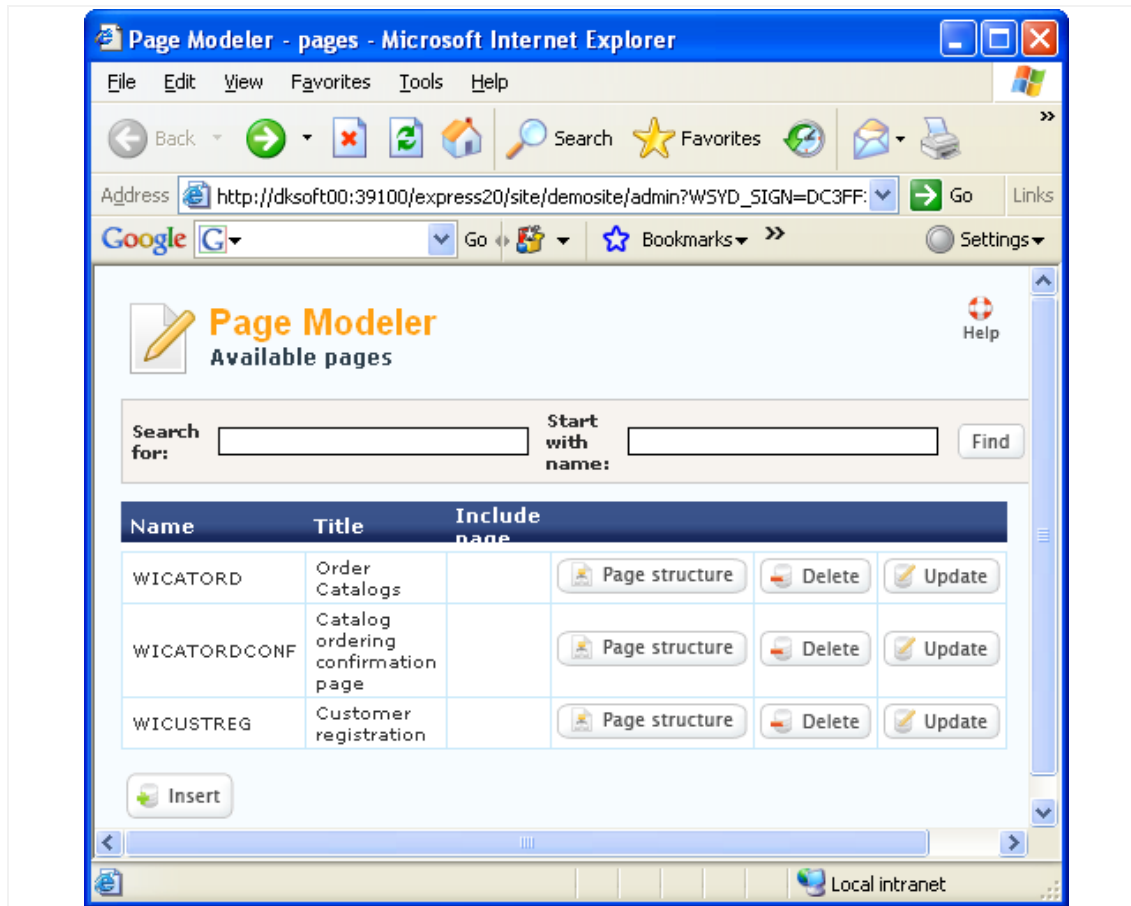 Page Modeler - pages - Microsoft Internet Explorer
File Edit View Favorites Tools Help
Back Search Favorites »
Address http://dksoft00:39100/express20/site/demosite/admin?WSYD_SIGN=DC3FF: Go Links
Google G Go Bookmarks » Settings
Page Modeler
Available pages
Help
Search for:
Start with name:
Find
Name Title Include page
WICATORD Order Catalogs Page structure Delete Update
WICATORDCONF Catalog ordering confirmation page Page structure Delete Update
WICUSTREG Customer registration Page structure Delete Update
Insert
Local intranet